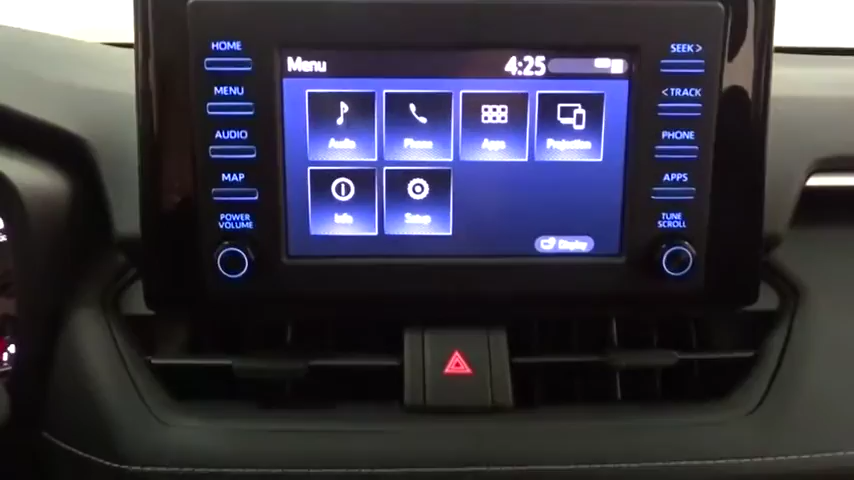 HOME
MENU
AUDIO
MAP
POWER
VOLUME
Menu
4:25
Audio
Phone
Apps
Projection
Info
Setup
Display
SEEK >
< TRACK
PHONE
APPS
TUNE
SCROLL